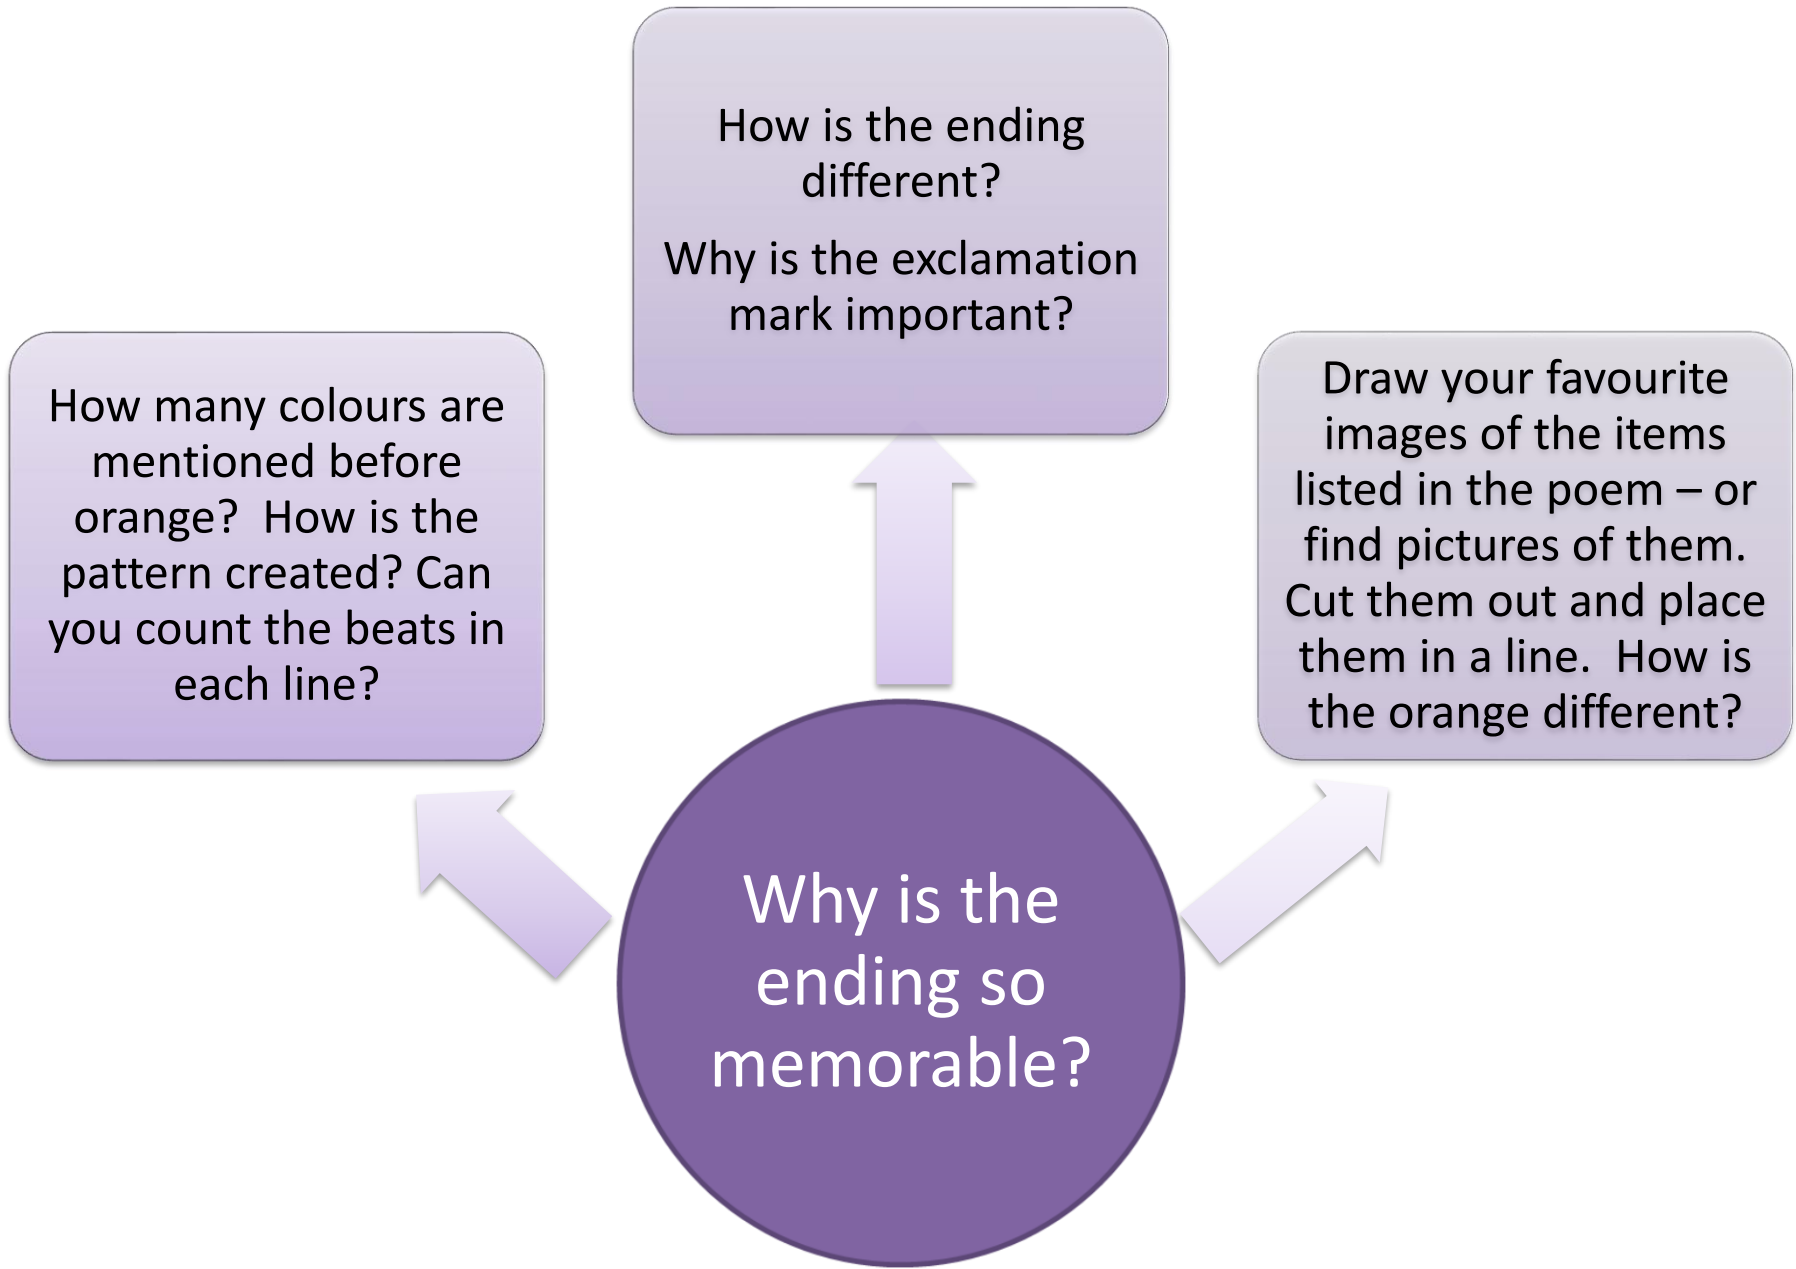 How many colours are
mentioned before
orange?  How is the
pattern created? Can
you count the beats in
each line?
How is the ending
different?
Why is the exclamation
mark important?
Draw your favourite
images of the items
listed in the poem – or
find pictures of them.
Cut them out and place
them in a line.  How is
the orange different?
Why is the
ending so
memorable?